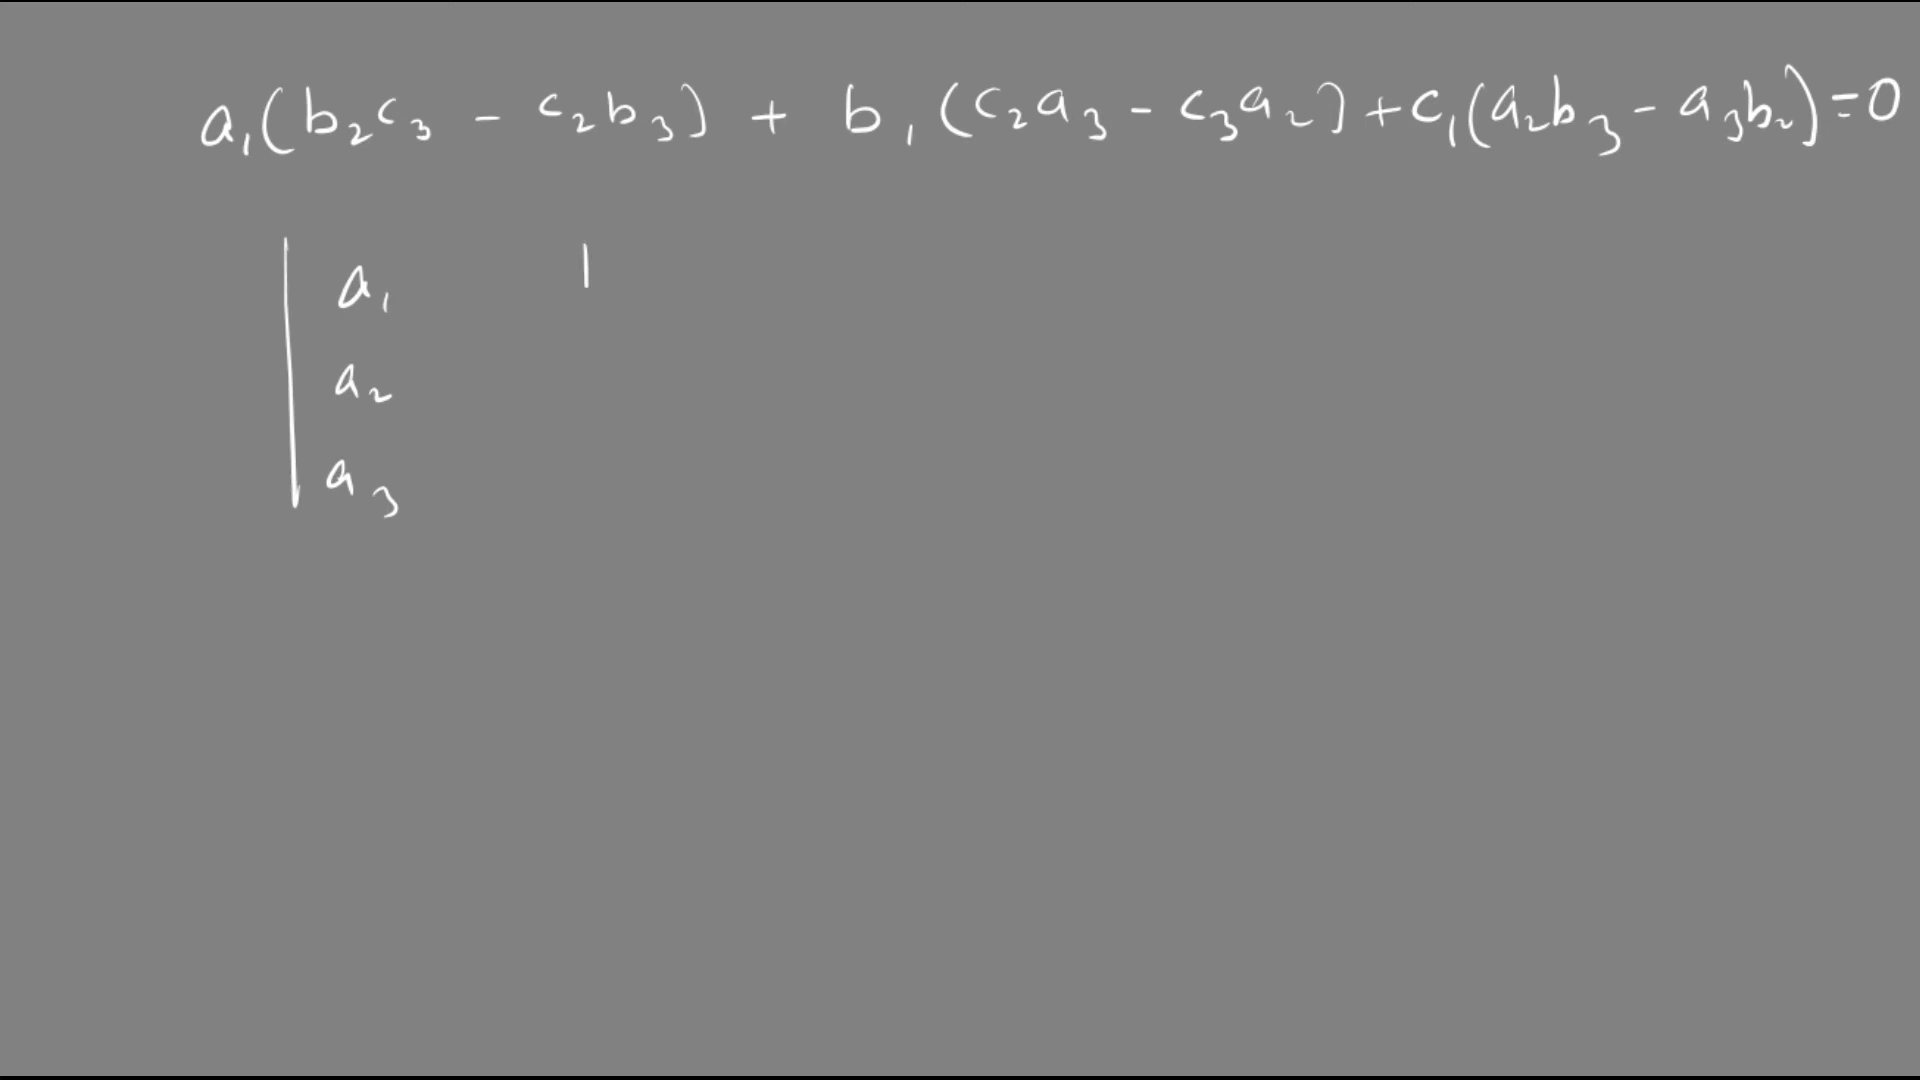 a₁(b₂c₃ - c₂b₃) + b₁(c₂a₃ - c₃a₂) + c₁(a₂b₃ - a₃b₂) = 0
| a₁ |
a₂
a₃